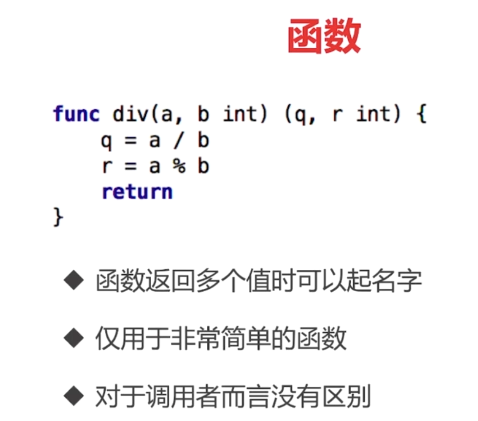 函数
func div(a, b int) (q, r int) {
    q = a / b
    r = a % b
    return
}
◆ 函数返回多个值时可以起名字
◆ 仅用于非常简单的函数
◆ 对于调用者而言没有区别